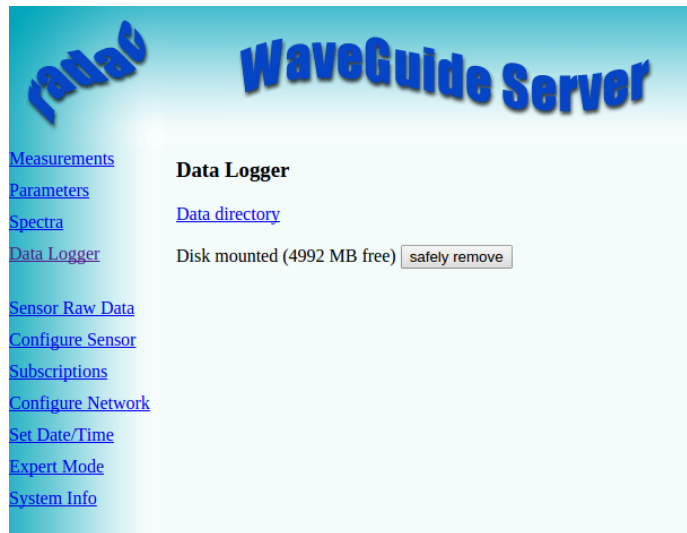 radac
WaveGuide Server
Measurements
Parameters
Spectra
Data Logger
Sensor Raw Data
Configure Sensor
Subscriptions
Configure Network
Set Date/Time
Expert Mode
System Info
Data Logger
Data directory
Disk mounted (4992 MB free) safely remove